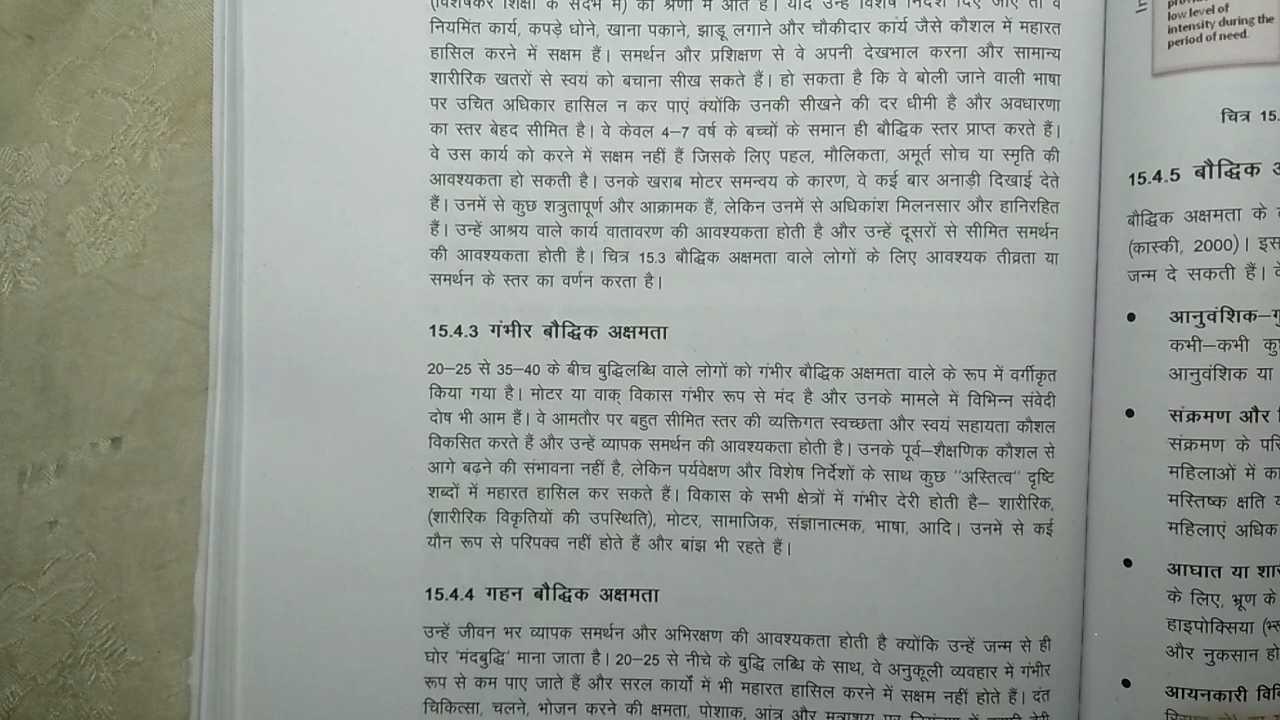 (विशेषकर शिक्षा के संदर्भ में) की श्रेणी में आते हैं। यदि उन्हें विशेष निर्देश दिए जाएं तो वे
नियमित कार्य, कपड़े धोने, खाना पकाने, झाडू लगाने और चौकीदार कार्य जैसे कौशल में महारत
हासिल करने में सक्षम हैं। समर्थन और प्रशिक्षण से वे अपनी देखभाल करना और सामान्य
शारीरिक खतरों से स्वयं को बचाना सीख सकते हैं। हो सकता है कि वे बोली जाने वाली भाषा
पर उचित अधिकार हासिल न कर पाएं क्योंकि उनकी सीखने की दर धीमी है और अवधारणा
का स्तर बेहद सीमित है। वे केवल 4–7 वर्ष के बच्चों के समान ही बौद्धिक स्तर प्राप्त करते हैं।
वे उस कार्य को करने में सक्षम नहीं हैं जिसके लिए पहल, मौलिकता, अमूर्त सोच या स्मृति की
आवश्यकता हो सकती है। उनके खराब मोटर समन्वय के कारण, वे कई बार अनाड़ी दिखाई देते
हैं। उनमें से कुछ शत्रुतापूर्ण और आक्रामक हैं, लेकिन उनमें से अधिकांश मिलनसार और हानिरहित
हैं। उन्हें आश्रय वाले कार्य वातावरण की आवश्यकता होती है और उन्हें दूसरों से सीमित समर्थन
की आवश्यकता होती है। चित्र 15.3 बौद्धिक अक्षमता वाले लोगों के लिए आवश्यक तीव्रता या
समर्थन के स्तर का वर्णन करता है।
15.4.3 गंभीर बौद्धिक अक्षमता
20–25 से 35–40 के बीच बुद्धिलब्धि वाले लोगों को गंभीर बौद्धिक अक्षमता वाले के रूप में वर्गीकृत
किया गया है। मोटर या वाक् विकास गंभीर रूप से मंद है और उनके मामले में विभिन्न संवेदी
दोष भी आम हैं। वे आमतौर पर बहुत सीमित स्तर की व्यक्तिगत स्वच्छता और स्वयं सहायता कौशल
विकसित करते हैं और उन्हें व्यापक समर्थन की आवश्यकता होती है। उनके पूर्व–शैक्षणिक कौशल से
आगे बढ़ने की संभावना नहीं है, लेकिन पर्यवेक्षण और विशेष निर्देशों के साथ कुछ “अस्तित्व” दृष्टि
शब्दों में महारत हासिल कर सकते हैं। विकास के सभी क्षेत्रों में गंभीर देरी होती है– शारीरिक,
(शारीरिक विकृतियों की उपस्थिति), मोटर, सामाजिक, संज्ञानात्मक, भाषा, आदि। उनमें से कई
यौन रूप से परिपक्व नहीं होते हैं और बांझ भी रहते हैं।
15.4.4 गहन बौद्धिक अक्षमता
उन्हें जीवन भर व्यापक समर्थन और अभिरक्षण की आवश्यकता होती है क्योंकि उन्हें जन्म से ही
घोर ‘मंदबुद्धि’ माना जाता है। 20–25 से नीचे के बुद्धि लब्धि के साथ, वे अनुकूली व्यवहार में गंभीर
रूप से कम पाए जाते हैं और सरल कार्यों में भी महारत हासिल करने में सक्षम नहीं होते हैं। दंत
चिकित्सा, चलने, भोजन करने की क्षमता, पोशाक, आंत्र और मूत्राशय पर
low level of
intensity during the
period of need.
चित्र 15.
15.4.5 बौद्धिक
बौद्धिक अक्षमता के
(कास्की, 2000)। इस
जन्म दे सकती हैं।
• आनुवंशिक–
कभी–कभी
आनुवंशिक या
• संक्रमण और
संक्रमण के
महिलाओं में
मस्तिष्क क्षति
महिलाएं अधिक
• आघात या
के लिए, भ्रूण के
हाइपोक्सिया
और नुकसान
• आयनकारी